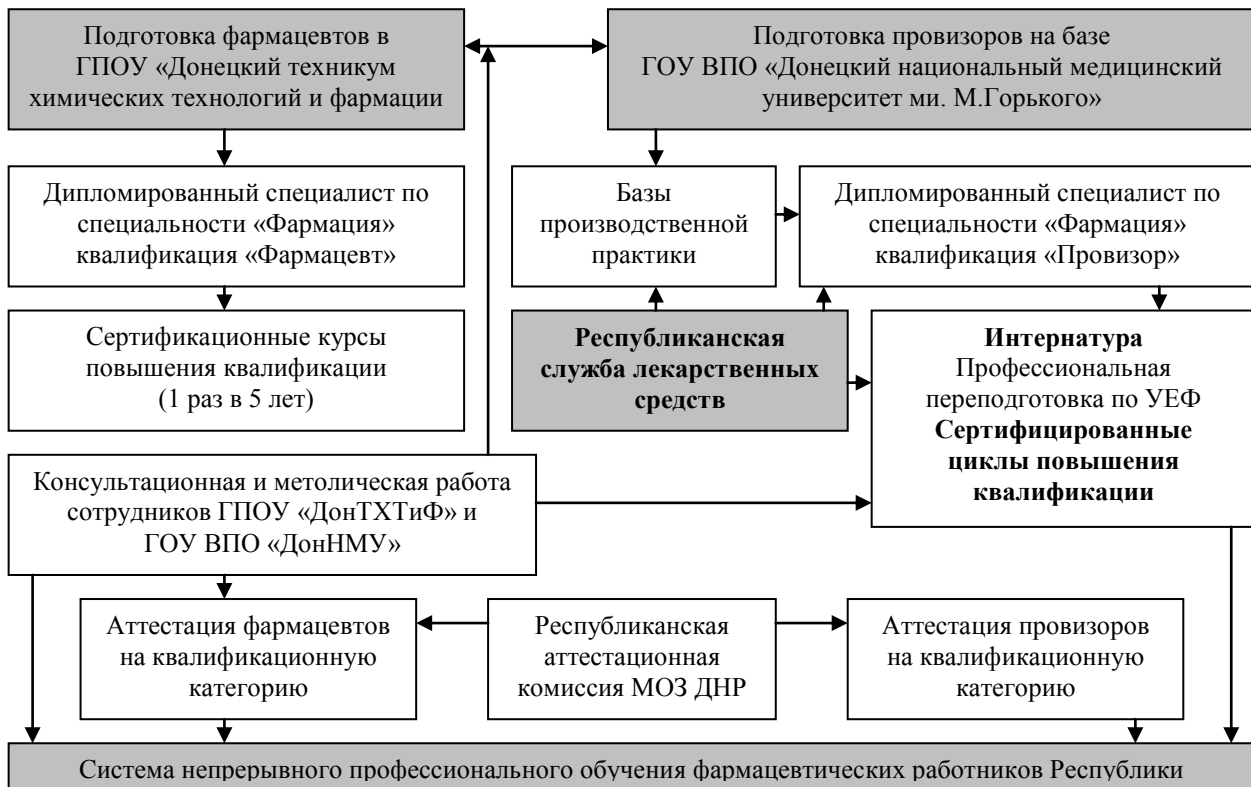 Подготовка фармацевтов в
ГПОУ «Донецкий техникум
химических технологий и фармации
Подготовка провизоров на базе
ГОУ ВПО «Донецкий национальный медицинский
университет ми. М.Горького»
Дипломированный специалист по
специальности «Фармация»
квалификация «Фармацевт»
Базы
производственной
практики
Дипломированный специалист по
специальности «Фармация»
квалификация «Провизор»
Сертификационные курсы
повышения квалификации
(1 раз в 5 лет)
Республиканская
служба лекарственных
средств
Интернатура
Профессиональная
переподготовка по УЕФ
Сертифицированные
циклы повышения
квалификации
Консультационная и метолическая работа
сотрудников ГПОУ «ДонТХТиФ» и
ГОУ ВПО «ДонНМУ»
Аттестация фармацевтов
на квалификационную
категорию
Республиканская
аттестационная
комиссия МОЗ ДНР
Аттестация провизоров
на квалификационную
категорию
Система непрерывного профессионального обучения фармацевтических работников Республики